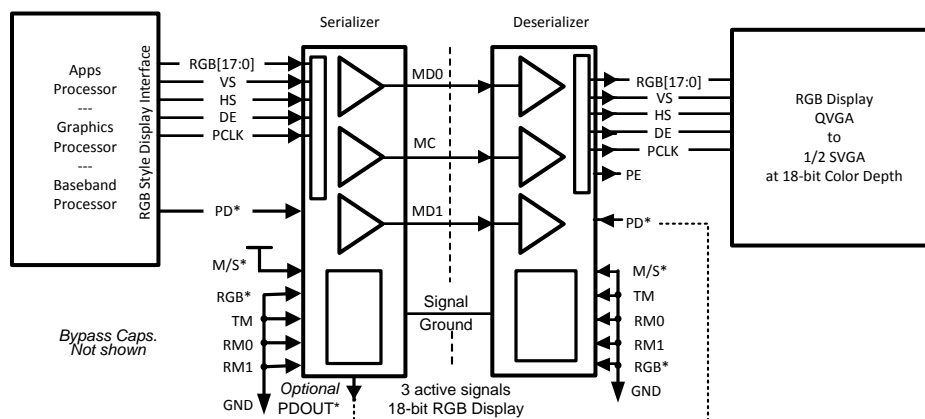 Serializer
Deserializer
Apps
Processor
---
Graphics
Processor
---
Baseband
Processor
RGB Style Display Interface
RGB[17:0]
VS
HS
DE
PCLK
PD*
M/S*
RGB*
TM
RM0
RM1
GND
Bypass Caps.
Not shown
MD0
MC
MD1
Signal
Ground
Optional
PDOUT*
3 active signals
18-bit RGB Display
RGB[17:0]
VS
HS
DE
PCLK
PE
PD*
M/S*
TM
RM0
RM1
RGB*
GND
RGB Display
QVGA
to
1/2 SVGA
at 18-bit Color Depth